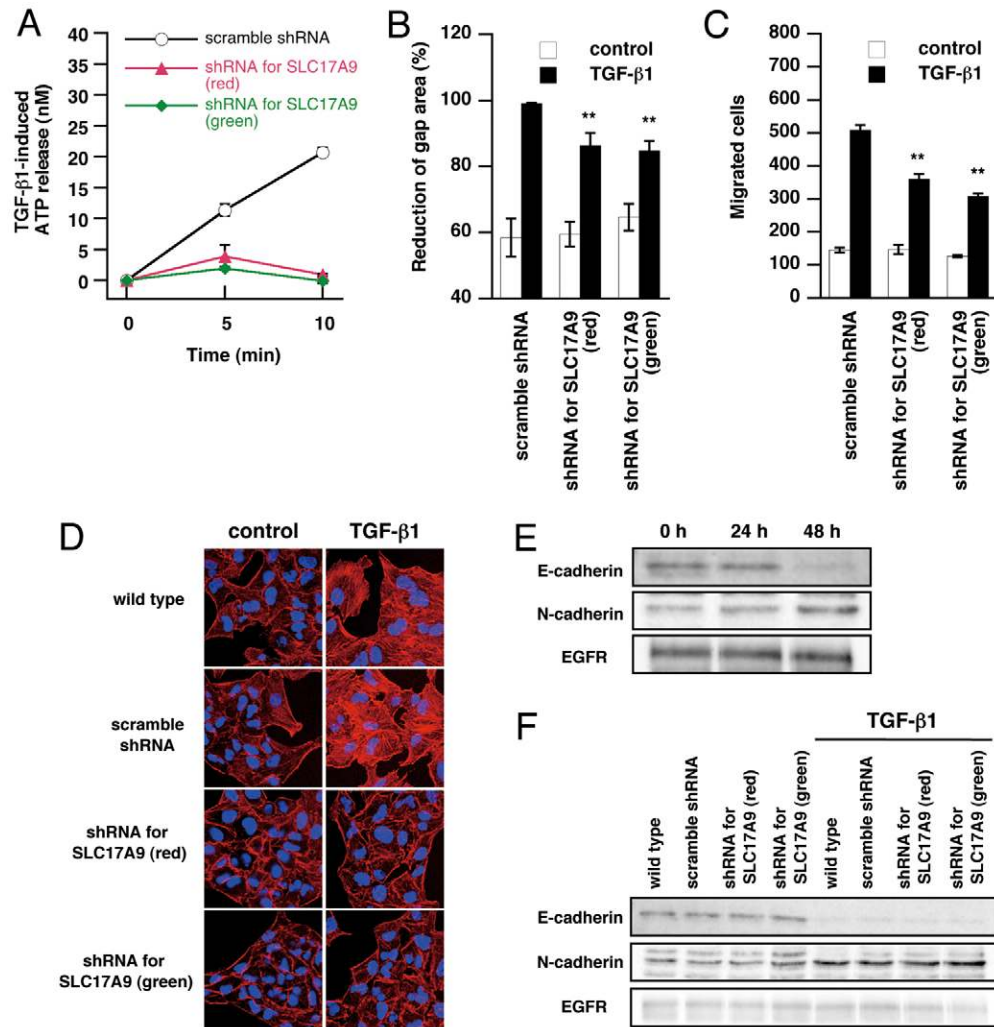 A
TGF-β1-induced
ATP release (nM)
40
35
30
25
20
15
10
5
0
0 5 10
Time (min)
scramble shRNA
shRNA for SLC17A9
(red)
shRNA for SLC17A9
(green)
B
Reduction of gap area (%)
120
100
80
60
40
control
TGF-β1
**
**
scramble shRNA
shRNA for SLC17A9
(red)
shRNA for SLC17A9
(green)
C
Migrated cells
800
700
600
500
400
300
200
100
0
control
TGF-β1
**
**
scramble shRNA
shRNA for SLC17A9
(red)
shRNA for SLC17A9
(green)
D
control TGF-β1
wild type
scramble
shRNA
shRNA for
SLC17A9 (red)
shRNA for
SLC17A9 (green)
E
0 h 24 h 48 h
E-cadherin
N-cadherin
EGFR
F
TGF-β1
wild type
scramble shRNA
shRNA for
SLC17A9 (red)
shRNA for
SLC17A9 (green)
wild type
scramble shRNA
shRNA for
SLC17A9 (red)
shRNA for
SLC17A9 (green)
E-cadherin
N-cadherin
EGFR